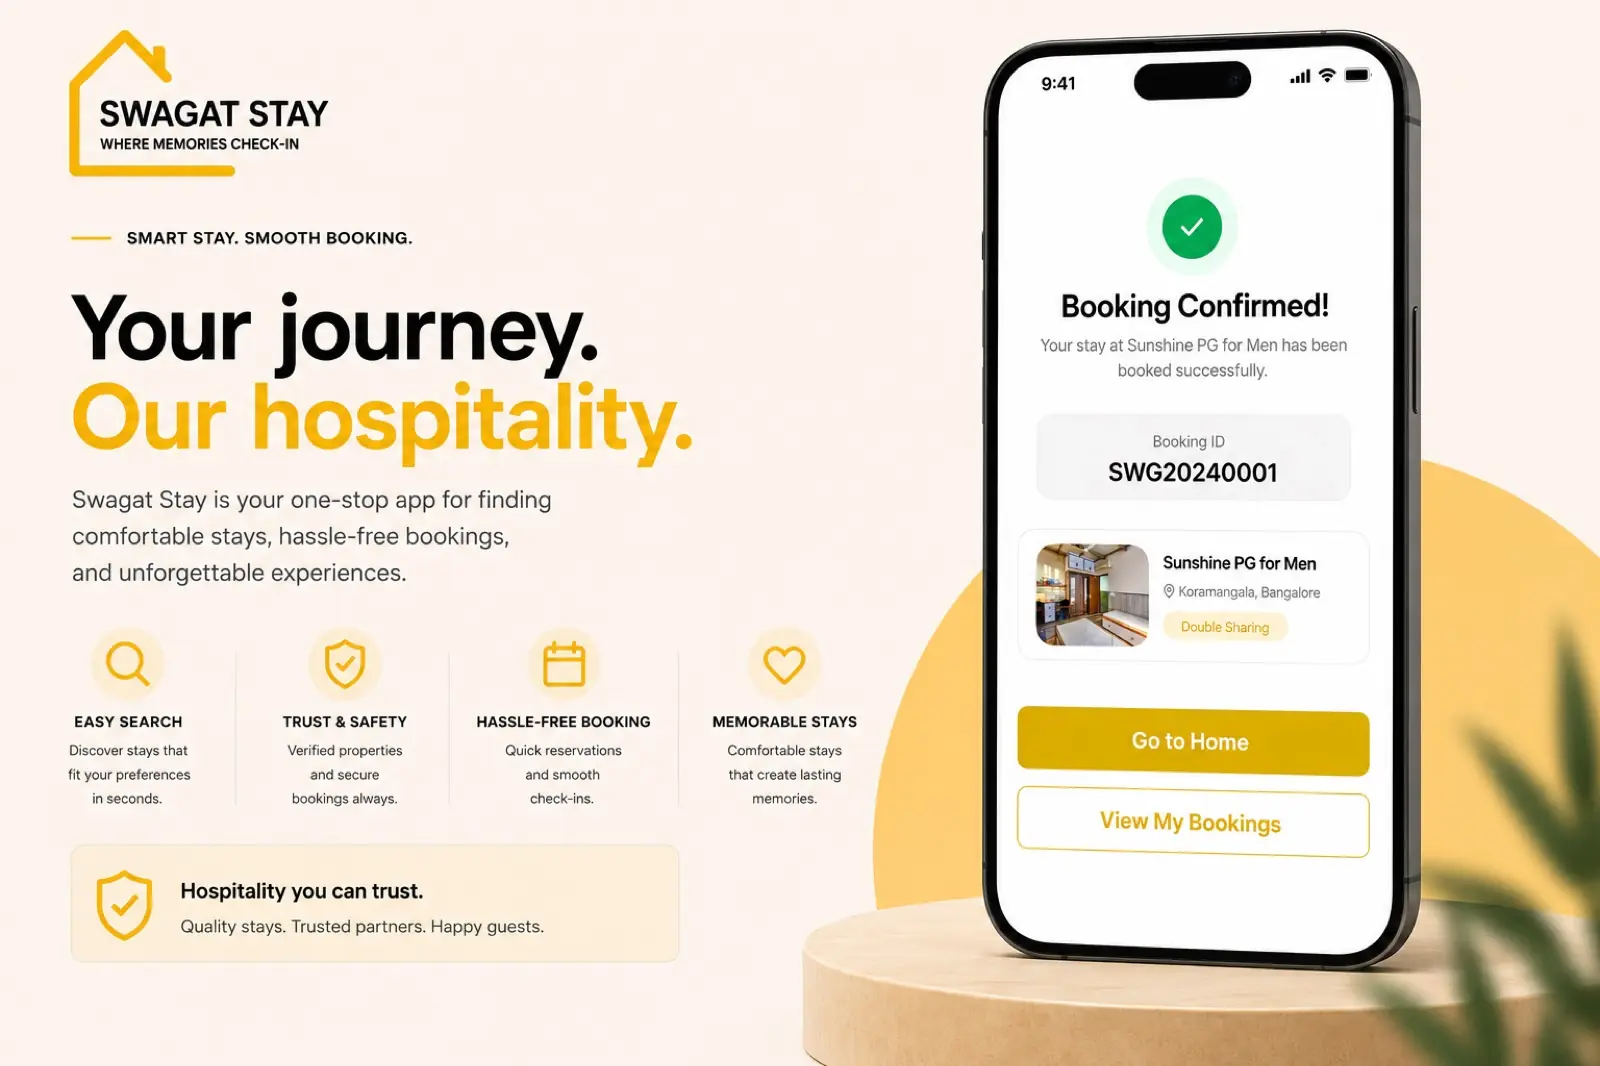 SWAGAT STAY
WHERE MEMORIES CHECK-IN
SMART STAY. SMOOTH BOOKING.
Your journey.
Our hospitality.
Swagat Stay is your one-stop app for finding
comfortable stays, hassle-free bookings,
and unforgettable experiences.
EASY SEARCH
Discover stays that
fit your preferences
in seconds.
TRUST & SAFETY
Verified properties
and secure
bookings always.
HASSLE-FREE BOOKING
Quick reservations
and smooth
check-ins.
MEMORABLE STAYS
Comfortable stays
that create lasting
memories.
Hospitality you can trust.
Quality stays. Trusted partners. Happy guests.
9:41
Booking Confirmed!
Your stay at Sunshine PG for Men has been
booked successfully.
Booking ID
SWG20240001
Sunshine PG for Men
Koramangala, Bangalore
Double Sharing
Go to Home
View My Bookings